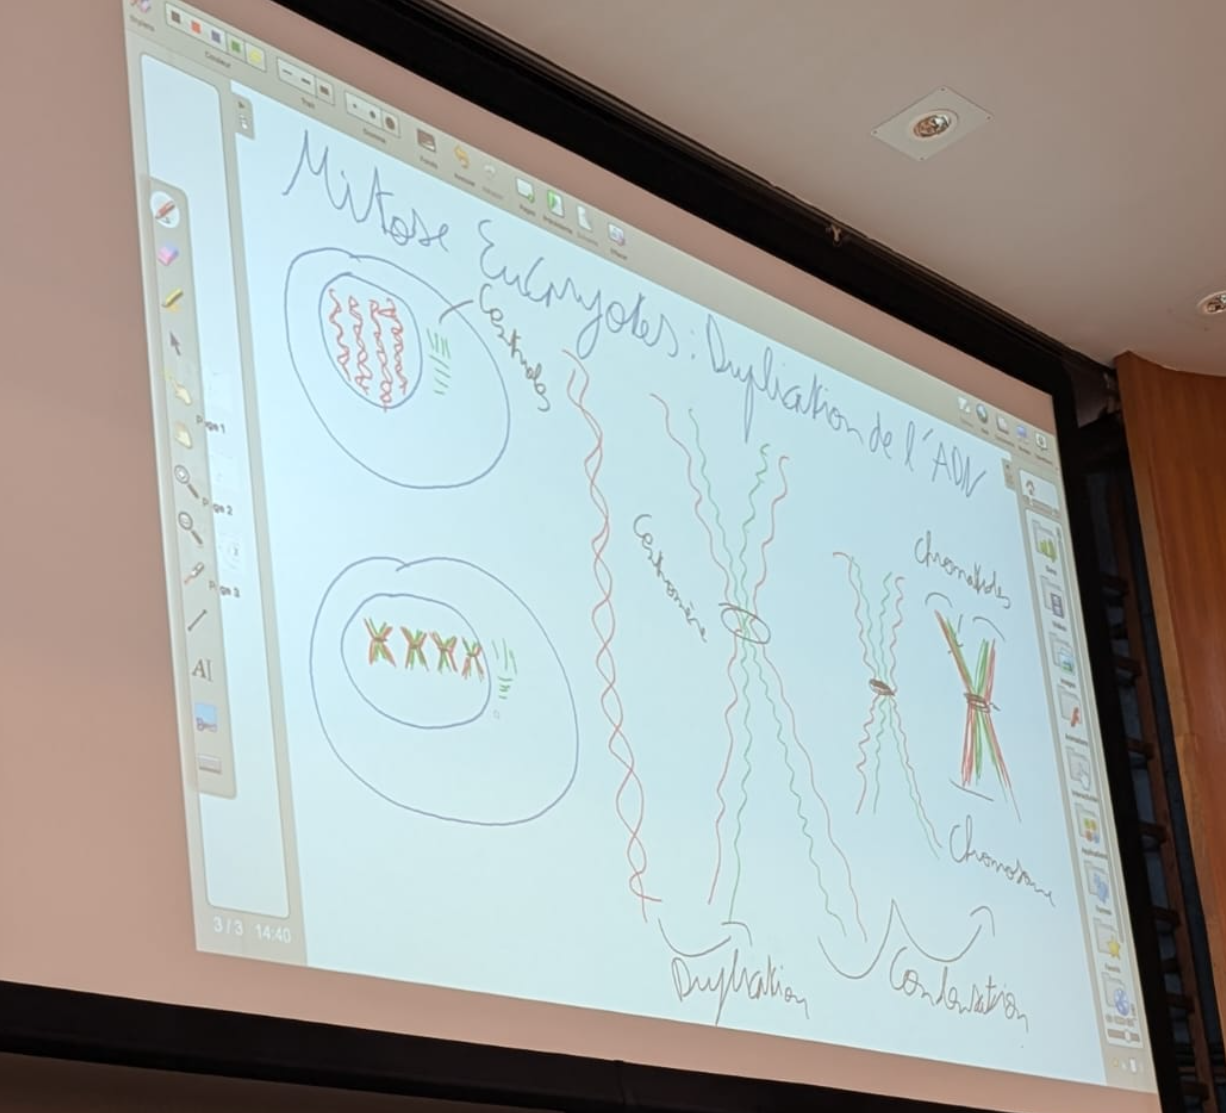 Mitose Eucaryotes : Duplication de l'ADN
Centrioles
Centromère
Chromatides
Chromosome
Duplication
Condensation
Page 1
Page 2
Page 3
AI
3 / 3 14:40